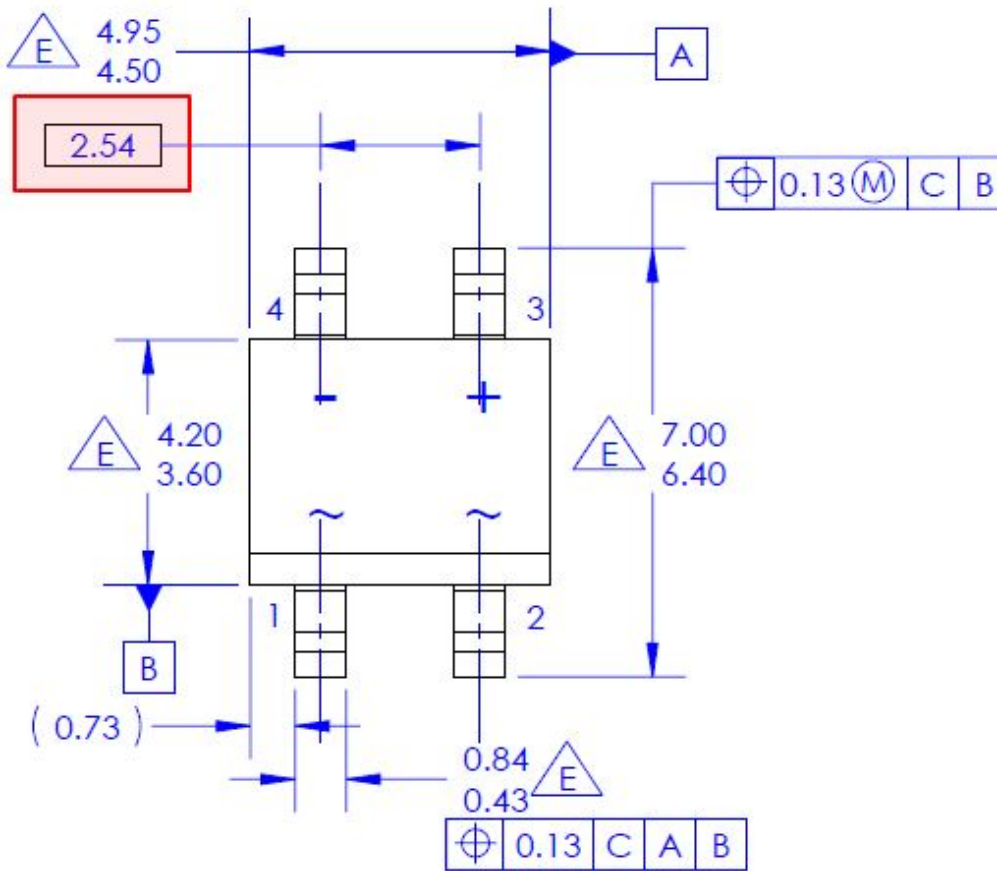 E 4.95
4.50
A
2.54
⌖ 0.13 Ⓜ C B
4 3
- +
E 4.20
3.60
E 7.00
6.40
~ ~
1 2
B
( 0.73 )
0.84 E
0.43
⌖ 0.13 C A B